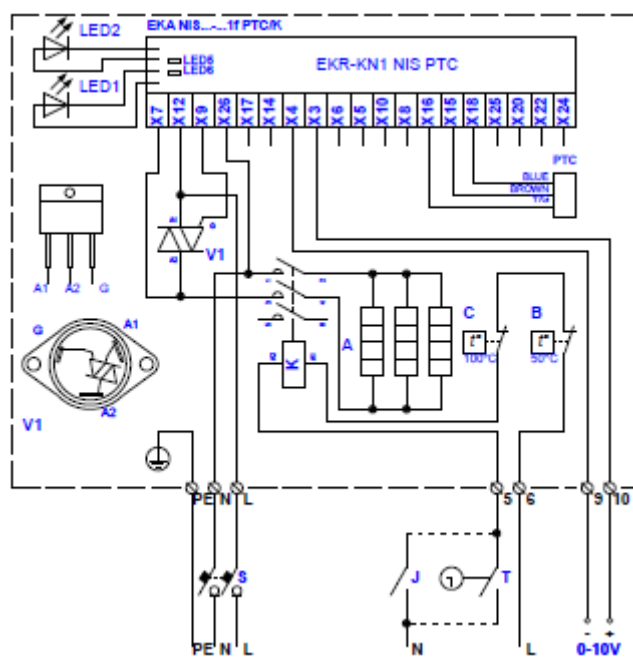 EKA NIS...-...1f PTC/K
LED2
LED5
LED6
EKR-KN1 NIS PTC
LED1
X7 X12 X9 X26 X17 X14 X4 X3 X6 X5 X10 X8 X16 X15 X18 X25 X20 X22 X24
PTC
BLUE
BROWN
V1
A1 A2 G
G A1
A2
V1
C B
A
t° t°
100°C 50°C
K
PE N L 5 6 9 10
S J T
- +
PE N L N L 0-10V